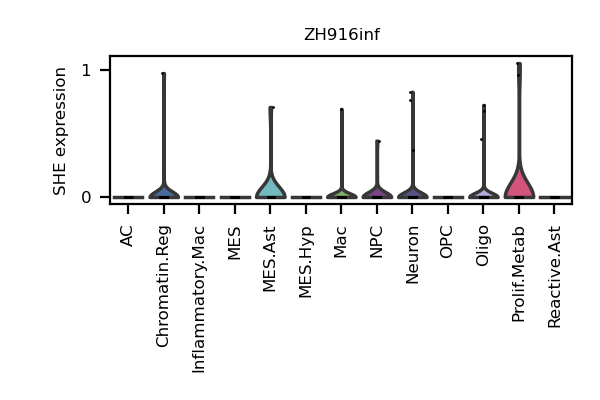 ZH916inf
SHE expression
1
0
AC
Chromatin.Reg
Inflammatory.Mac
MES
MES.Ast
MES.Hyp
Mac
NPC
Neuron
OPC
Oligo
Prolif.Metab
Reactive.Ast